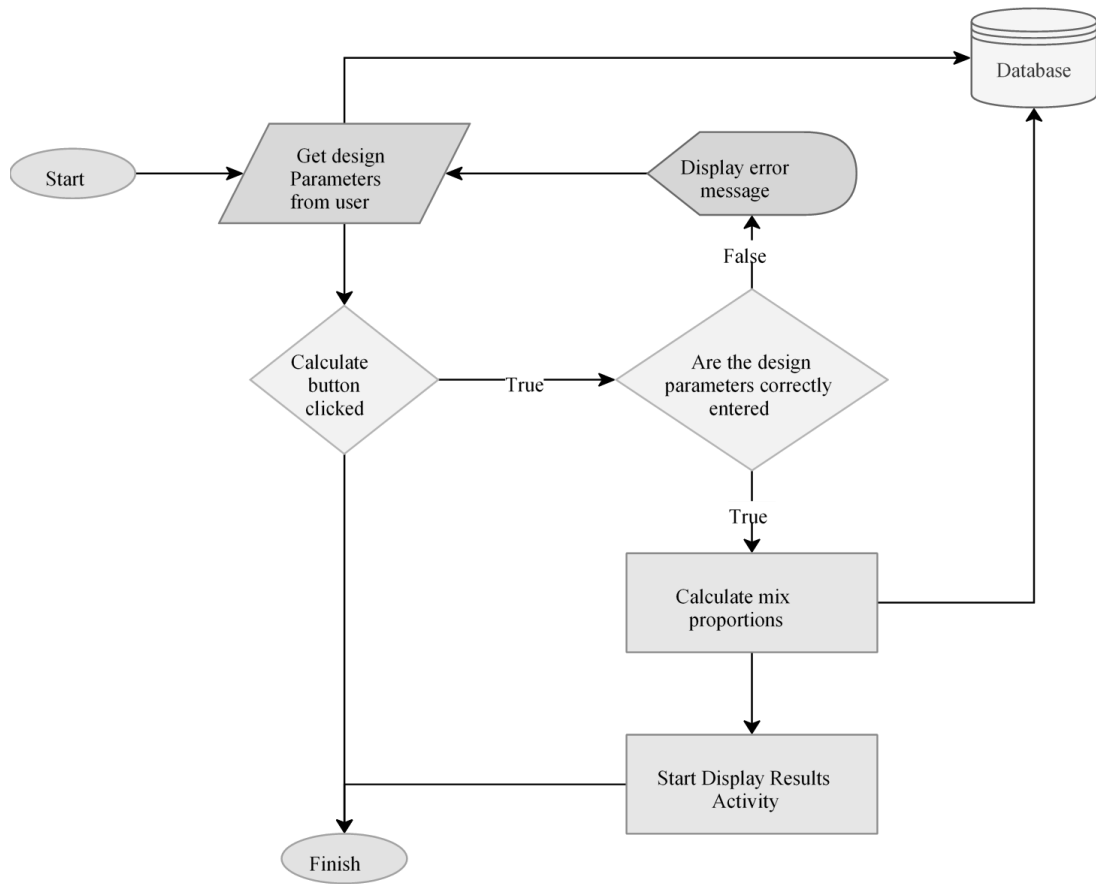 Database
Start
Get design
Parameters
from user
Display error
message
False
Calculate
button
clicked
True
Are the design
parameters correctly
entered
True
Calculate mix
proportions
Start Display Results
Activity
Finish